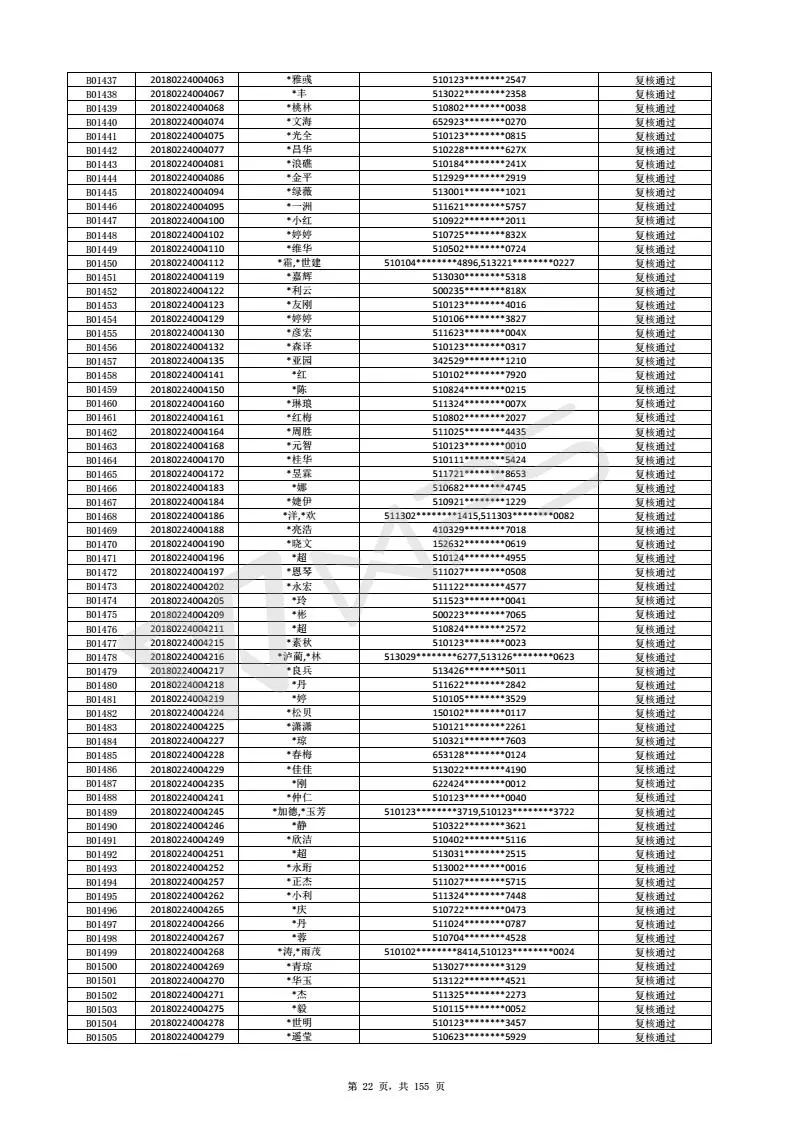 B01437 20180224004063 *雅彧 510123********2547 复核通过
B01438 20180224004067 *丰 513022********2358 复核通过
B01439 20180224004068 *桃林 510802********0038 复核通过
B01440 20180224004074 *文海 652923********0270 复核通过
B01441 20180224004075 *光全 510123********0815 复核通过
B01442 20180224004077 *昌华 510228********627X 复核通过
B01443 20180224004081 *浪礁 510184********241X 复核通过
B01444 20180224004086 *金平 512929********2919 复核通过
B01445 20180224004094 *绿薇 513001********1021 复核通过
B01446 20180224004095 *一洲 511621********5757 复核通过
B01447 20180224004100 *小红 510922********2011 复核通过
B01448 20180224004102 *婷婷 510725********832X 复核通过
B01449 20180224004110 *维华 510502********0724 复核通过
B01450 20180224004112 *霜,*世建 510104********4896,513221********0227 复核通过
B01451 20180224004119 *嘉辉 513030********5318 复核通过
B01452 20180224004122 *利云 500235********818X 复核通过
B01453 20180224004123 *友刚 510123********4016 复核通过
B01454 20180224004129 *婷婷 510106********3827 复核通过
B01455 20180224004130 *彦宏 511623********004X 复核通过
B01456 20180224004132 *森译 510123********0317 复核通过
B01457 20180224004135 *亚园 342529********1210 复核通过
B01458 20180224004141 *红 510102********7920 复核通过
B01459 20180224004150 *陈 510824********0215 复核通过
B01460 20180224004160 *琳琅 511324********007X 复核通过
B01461 20180224004161 *红梅 510802********2027 复核通过
B01462 20180224004164 *周胜 511025********4435 复核通过
B01463 20180224004168 *元智 510123********0010 复核通过
B01464 20180224004170 *桂华 510111********5424 复核通过
B01465 20180224004172 *昱霖 511721********8653 复核通过
B01466 20180224004183 *娜 510682********4745 复核通过
B01467 20180224004184 *婕伊 510921********1229 复核通过
B01468 20180224004186 *洋,*欢 511302********1415,511303********0082 复核通过
B01469 20180224004188 *亮浩 410329********7018 复核通过
B01470 20180224004190 *晓文 152632********0619 复核通过
B01471 20180224004196 *超 510124********4955 复核通过
B01472 20180224004197 *恩琴 511027********0508 复核通过
B01473 20180224004202 *永宏 511122********4577 复核通过
B01474 20180224004205 *玲 511523********0041 复核通过
B01475 20180224004209 *彬 500223********7065 复核通过
B01476 20180224004211 *超 510824********2572 复核通过
B01477 20180224004215 *素秋 510123********0023 复核通过
B01478 20180224004216 *泸蔺,*林 513029********6277,513126********0623 复核通过
B01479 20180224004217 *良兵 513426********5011 复核通过
B01480 20180224004218 *丹 511622********2842 复核通过
B01481 20180224004219 *婷 510105********3529 复核通过
B01482 20180224004224 *松贝 150102********0117 复核通过
B01483 20180224004225 *潇潇 510121********2261 复核通过
B01484 20180224004227 *琼 510321********7603 复核通过
B01485 20180224004228 *春梅 653128********0124 复核通过
B01486 20180224004229 *佳佳 513022********4190 复核通过
B01487 20180224004235 *刚 622424********0012 复核通过
B01488 20180224004241 *仲仁 510123********0040 复核通过
B01489 20180224004245 *加德,*玉芳 510123********3719,510123********3722 复核通过
B01490 20180224004246 *静 510322********3621 复核通过
B01491 20180224004249 *欣洁 510402********5116 复核通过
B01492 20180224004251 *超 513031********2515 复核通过
B01493 20180224004252 *永珩 513002********0016 复核通过
B01494 20180224004257 *正杰 511027********5715 复核通过
B01495 20180224004262 *小利 511324********7448 复核通过
B01496 20180224004265 *庆 510722********0473 复核通过
B01497 20180224004266 *丹 511024********0787 复核通过
B01498 20180224004267 *蓉 510704********4528 复核通过
B01499 20180224004268 *涛,*雨茂 510102********8414,510123********0024 复核通过
B01500 20180224004269 *青琼 513027********3129 复核通过
B01501 20180224004270 *华玉 513122********4521 复核通过
B01502 20180224004271 *杰 511325********2273 复核通过
B01503 20180224004275 *毅 510115********0052 复核通过
B01504 20180224004278 *世明 510123********3457 复核通过
B01505 20180224004279 *遥莹 510623********5929 复核通过
第 22 页，共 155 页